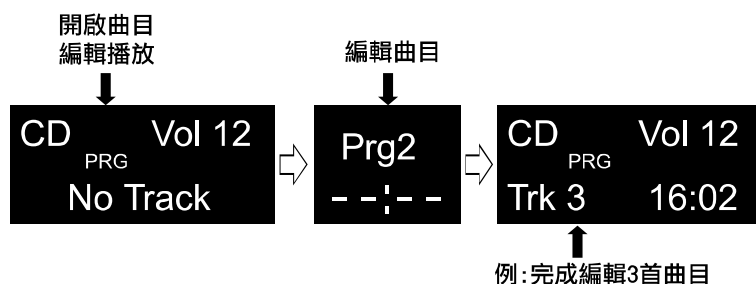 開啟曲目
編輯播放
編輯曲目
CD Vol 12
PRG
No Track
Prg2
--:--
CD Vol 12
PRG
Trk 3 16:02
例:完成編輯3首曲目